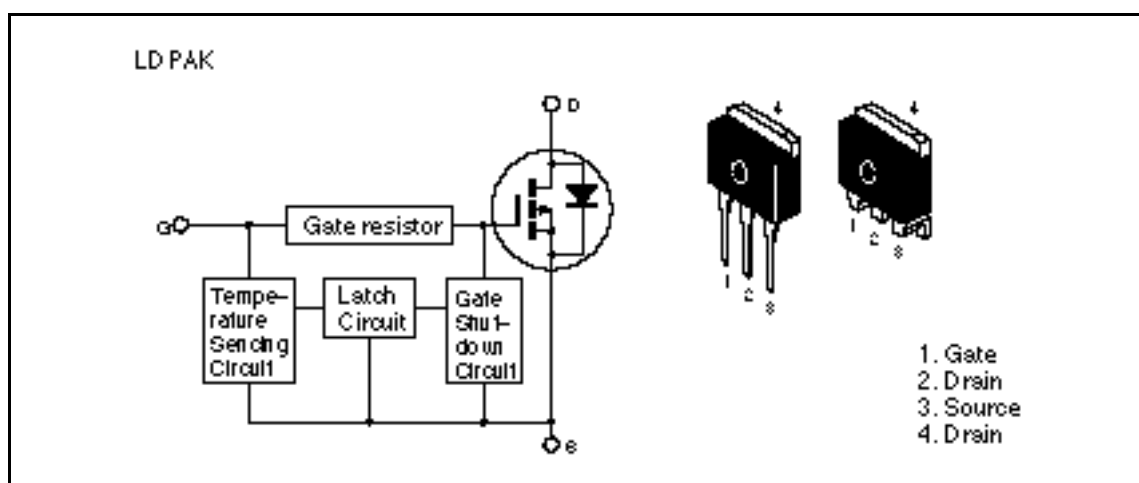 LD PAK
D
4
4
G
Gate resistor
1
2
3
Tempe-
rature
Sencing
Circuit
Latch
Circuit
Gate
Shut-
down
Circuit
1
2
3
S
1. Gate
2. Drain
3. Source
4. Drain